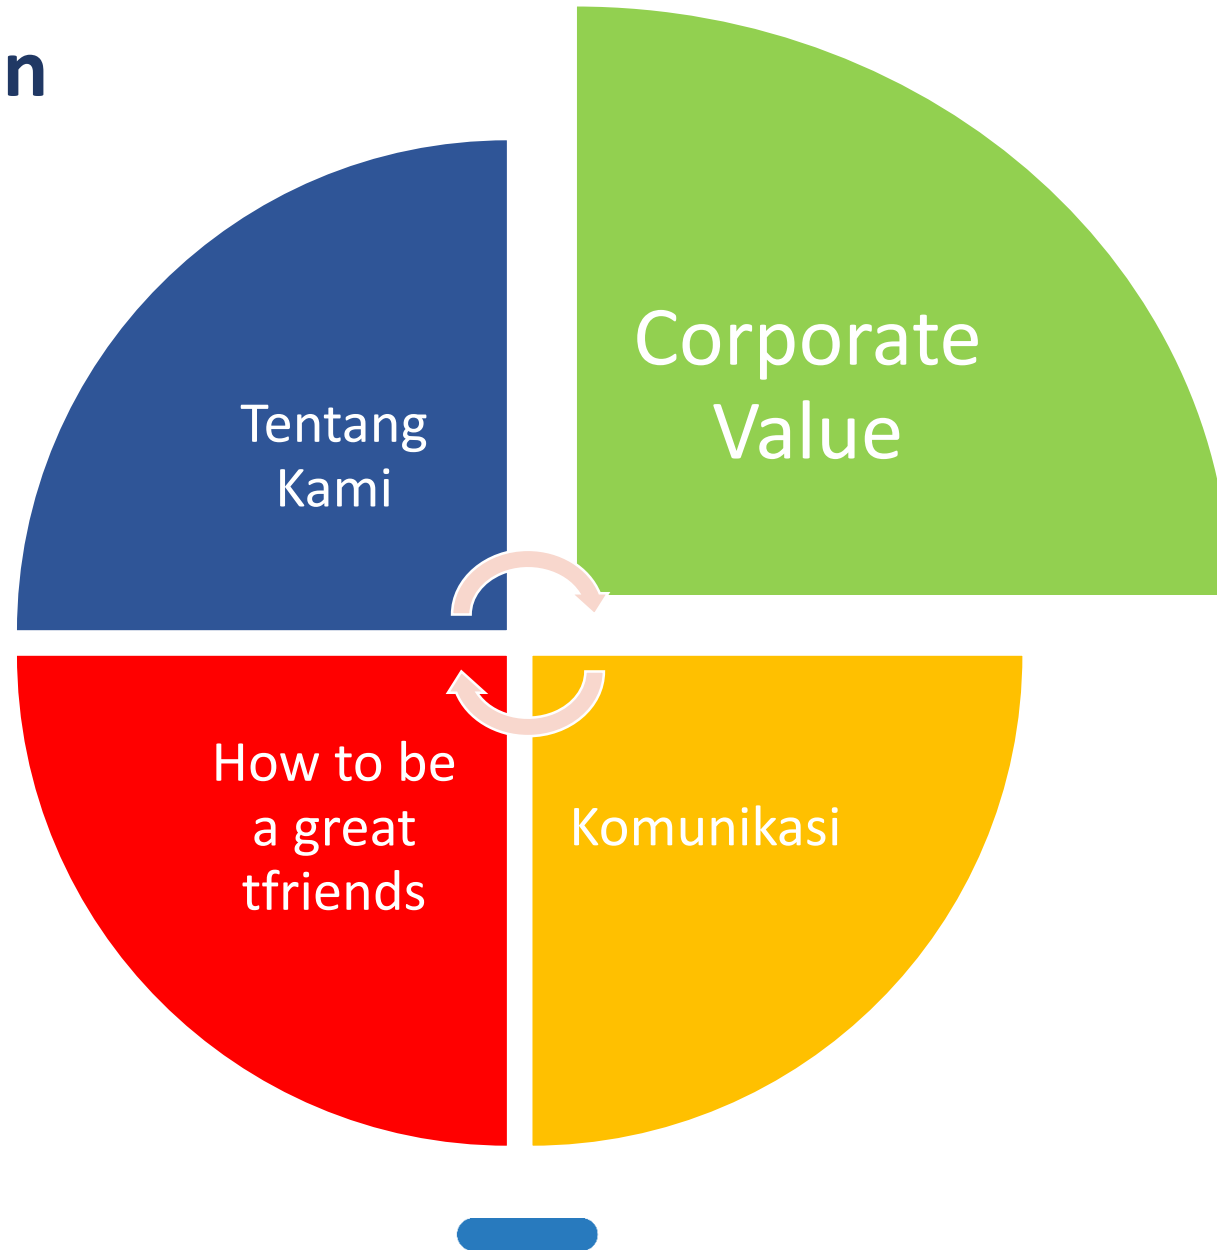 n
Tentang
Kami
Corporate
Value
How to be
a great
tfriends
Komunikasi